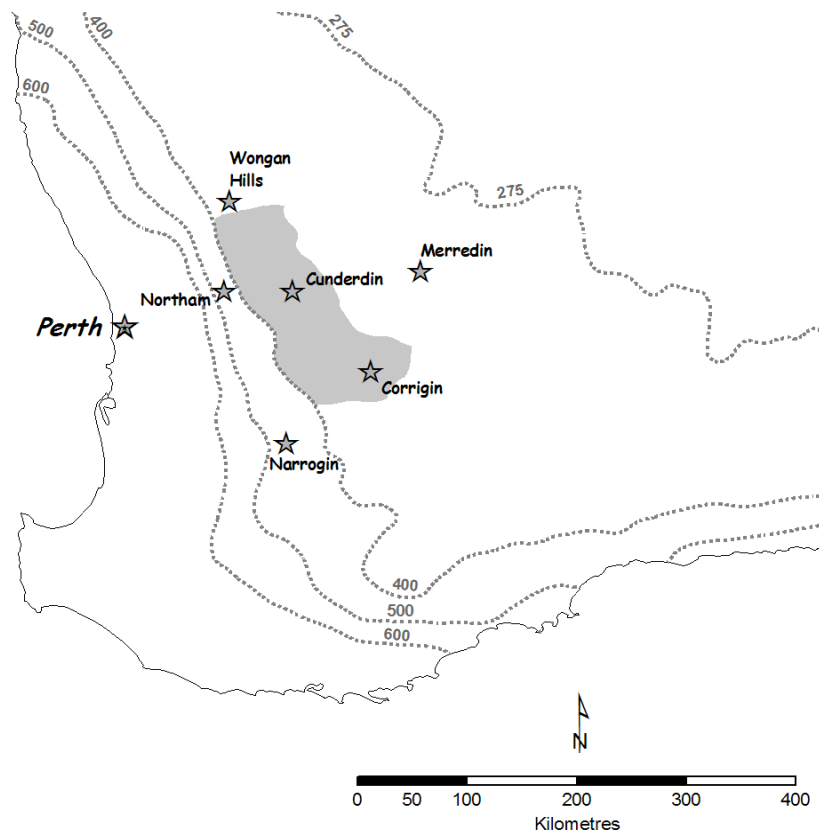 500
400
275
600
Wongan
Hills
275
Merredin
Cunderdin
Northam
Perth
Corrigin
Narrogin
400
500
600
N
0 50 100 200 300 400
Kilometres